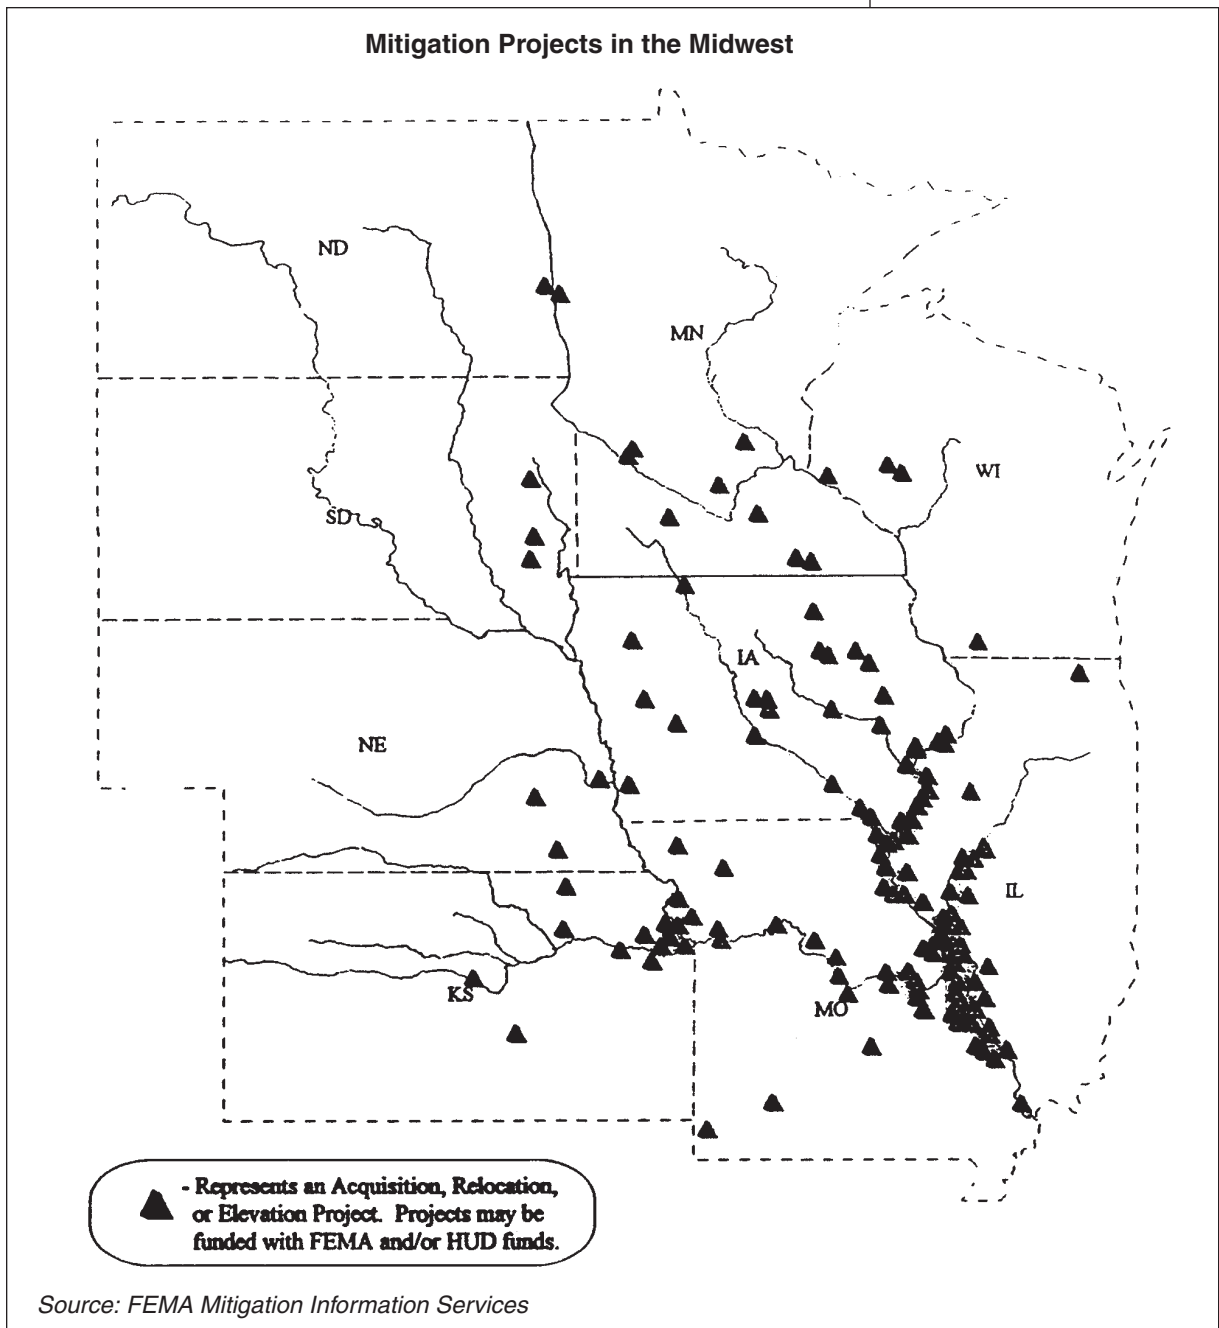 Mitigation Projects in the Midwest
ND
MN
WI
SD
IA
NE
IL
KS
MO
- Represents an Acquisition, Relocation,
or Elevation Project. Projects may be
funded with FEMA and/or HUD funds.
Source: FEMA Mitigation Information Services